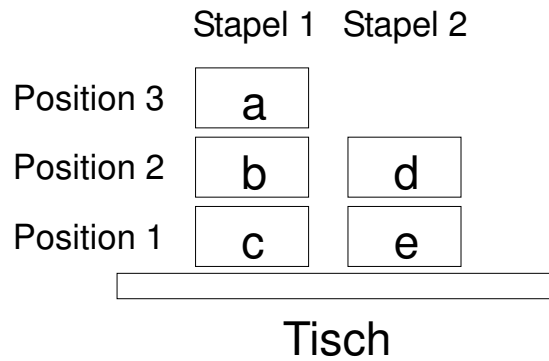 Stapel 1 Stapel 2
Position 3 a
Position 2 b d
Position 1 c e
Tisch